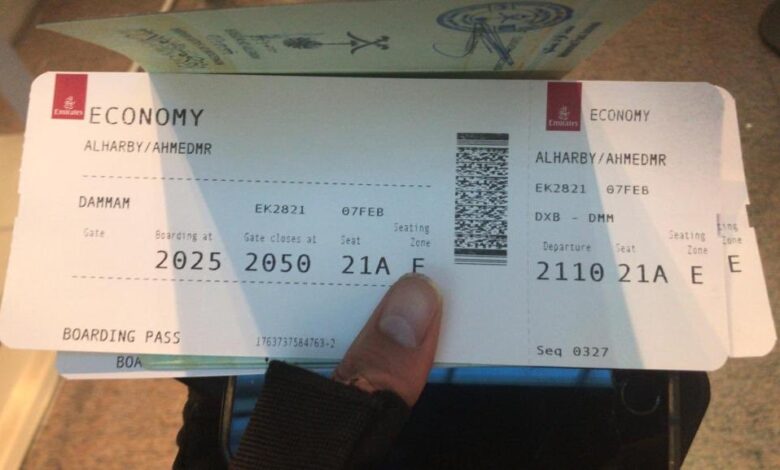 Emirates
ECONOMY
ALHARBY/AHMEDMR
DAMMAM
EK2821 07FEB
Gate
Boarding at
Gate closes at
Seat
Seating Zone
2025 2050 21A E
BOARDING PASS
1763737584763-2
Emirates
ECONOMY
ALHARBY/AHMEDMR
EK2821 07FEB
DXB - DMM
Departure
Seat
Seating Zone
2110 21A E
Seq 0327
Zone
E
BOA